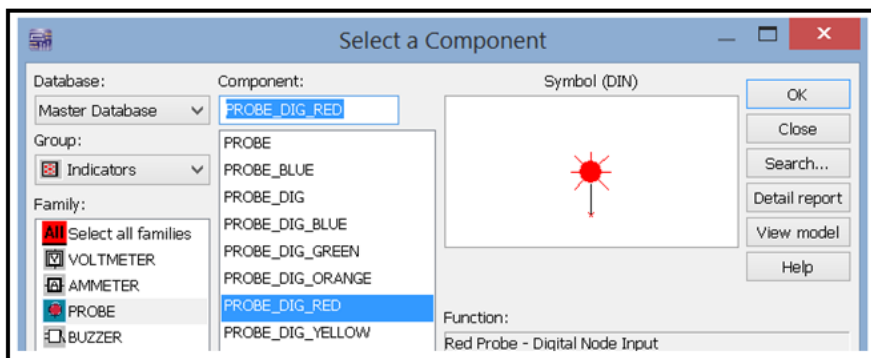 Select a Component
Database:
Master Database
Group:
Indicators
Family:
All Select all families
V VOLTMETER
A AMMETER
PROBE
BUZZER
Component:
PROBE_DIG_RED
PROBE
PROBE_BLUE
PROBE_DIG
PROBE_DIG_BLUE
PROBE_DIG_GREEN
PROBE_DIG_ORANGE
PROBE_DIG_RED
PROBE_DIG_YELLOW
Symbol (DIN)
Function:
Red Probe - Digital Node Input
OK
Close
Search...
Detail report
View model
Help